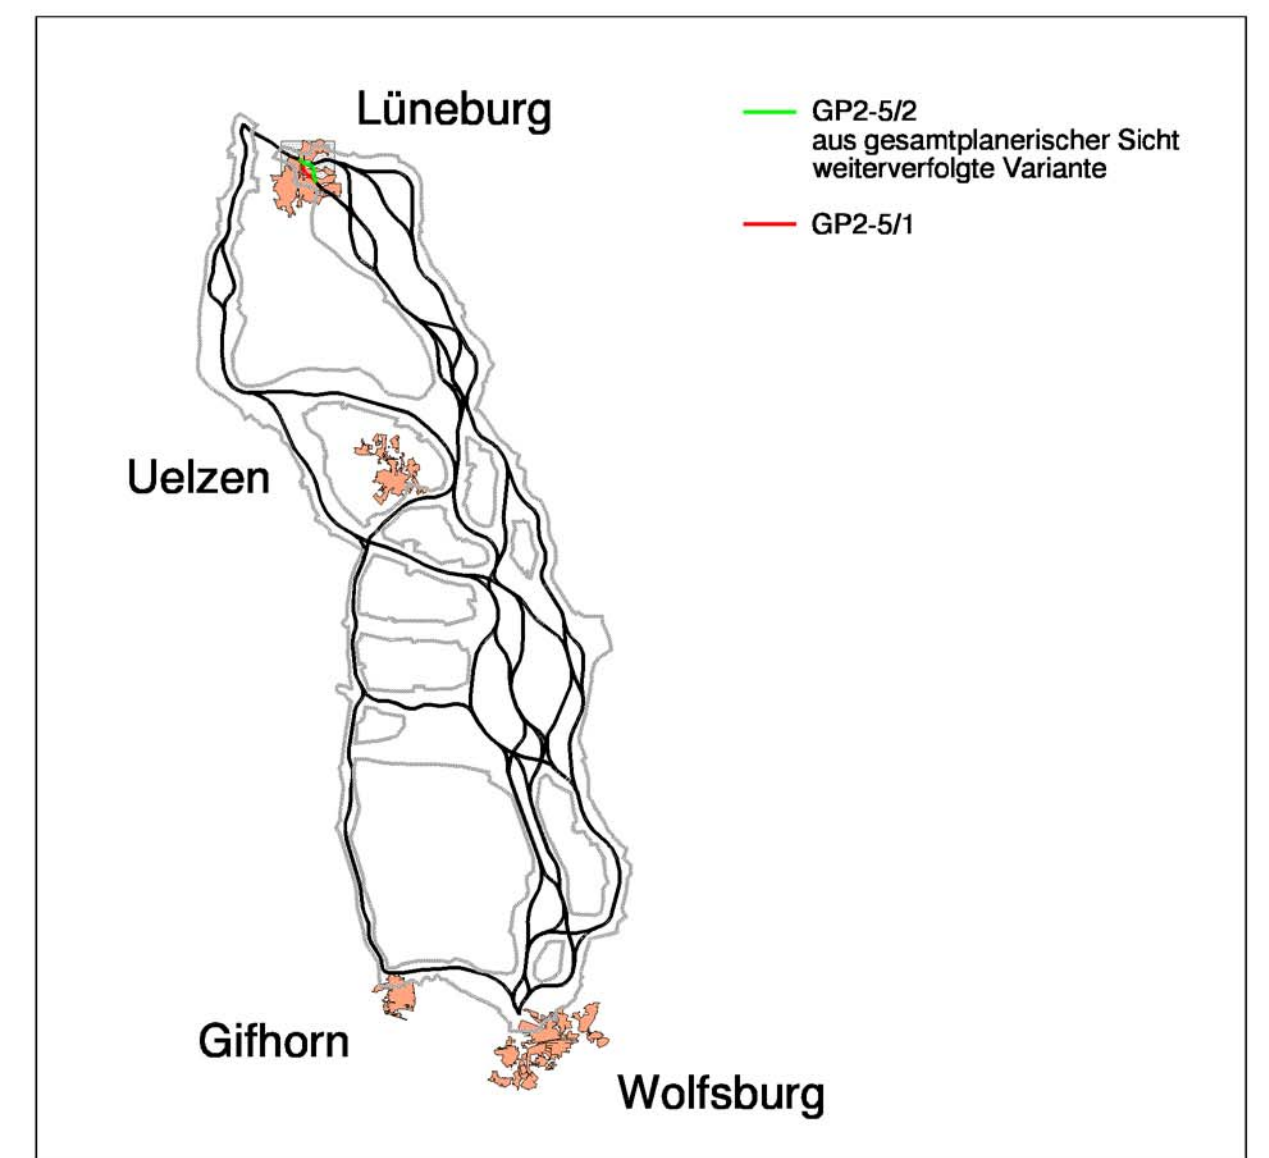 Lüneburg
GP2-5/2
aus gesamtplanerischer Sicht
weiterverfolgte Variante
GP2-5/1
Uelzen
Gifhorn
Wolfsburg